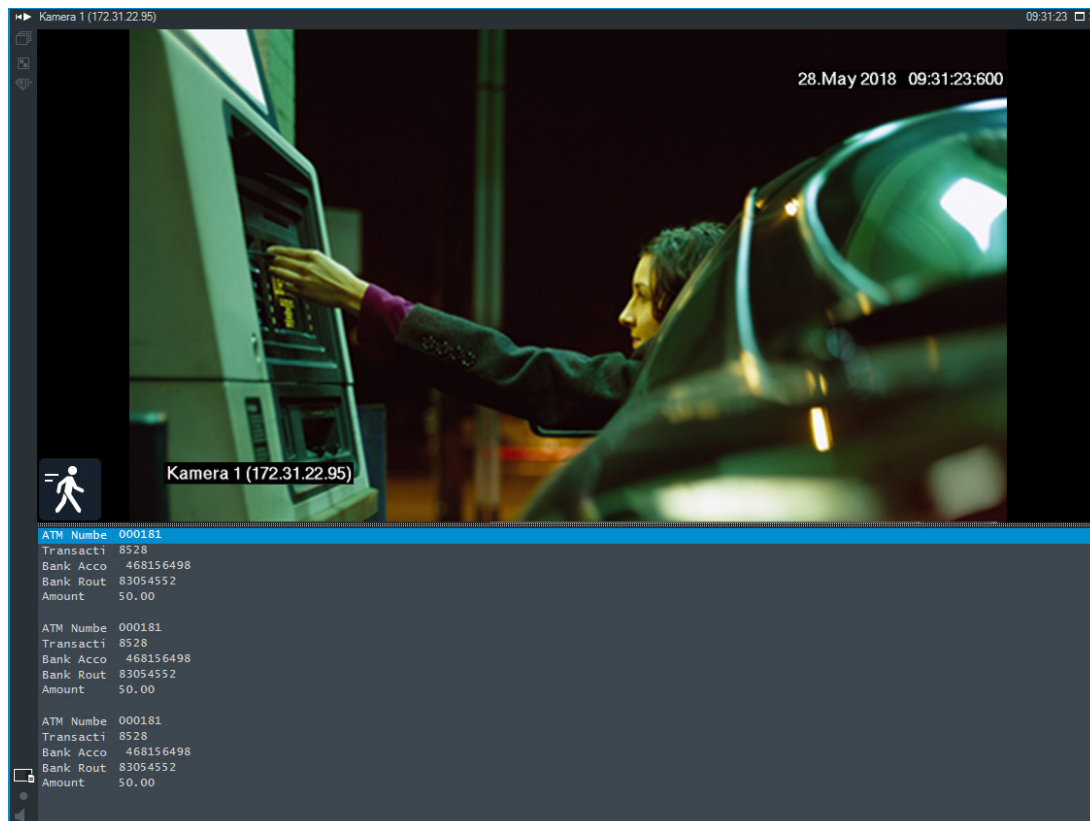 Kamera 1 (172.31.22.95)
09:31:23
28.May 2018 09:31:23:600
Kamera 1 (172.31.22.95)
ATM Numbe 000181
Transacti 8528
Bank Acco 468156498
Bank Rout 83054552
Amount 50.00
ATM Numbe 000181
Transacti 8528
Bank Acco 468156498
Bank Rout 83054552
Amount 50.00
ATM Numbe 000181
Transacti 8528
Bank Acco 468156498
Bank Rout 83054552
Amount 50.00